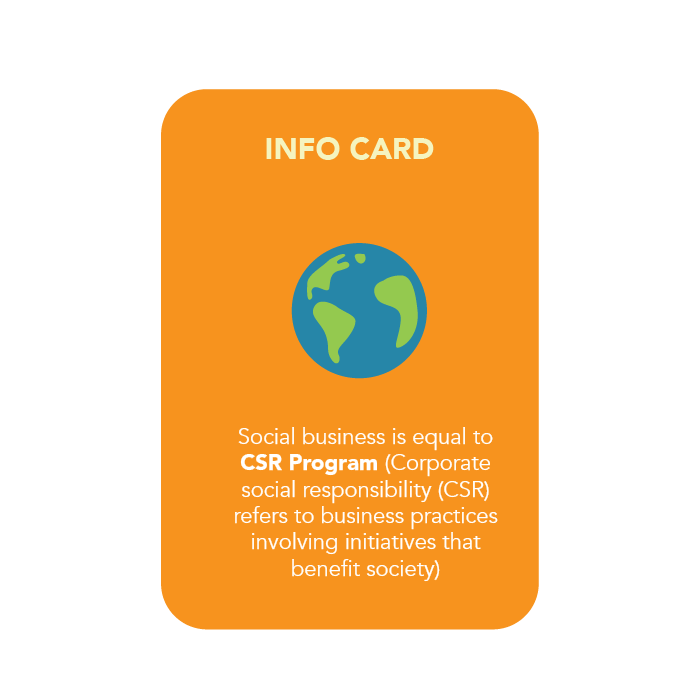 INFO CARD
Social business is equal to
CSR Program (Corporate
social responsibility (CSR)
refers to business practices
involving initiatives that
benefit society)